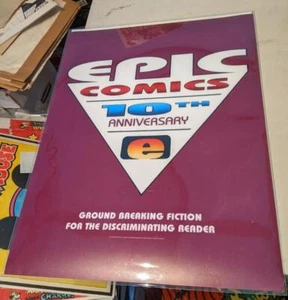 EPIC
COMICS
10TH
ANNIVERSARY
e
GROUND BREAKING FICTION
FOR THE DISCRIMINATING READER